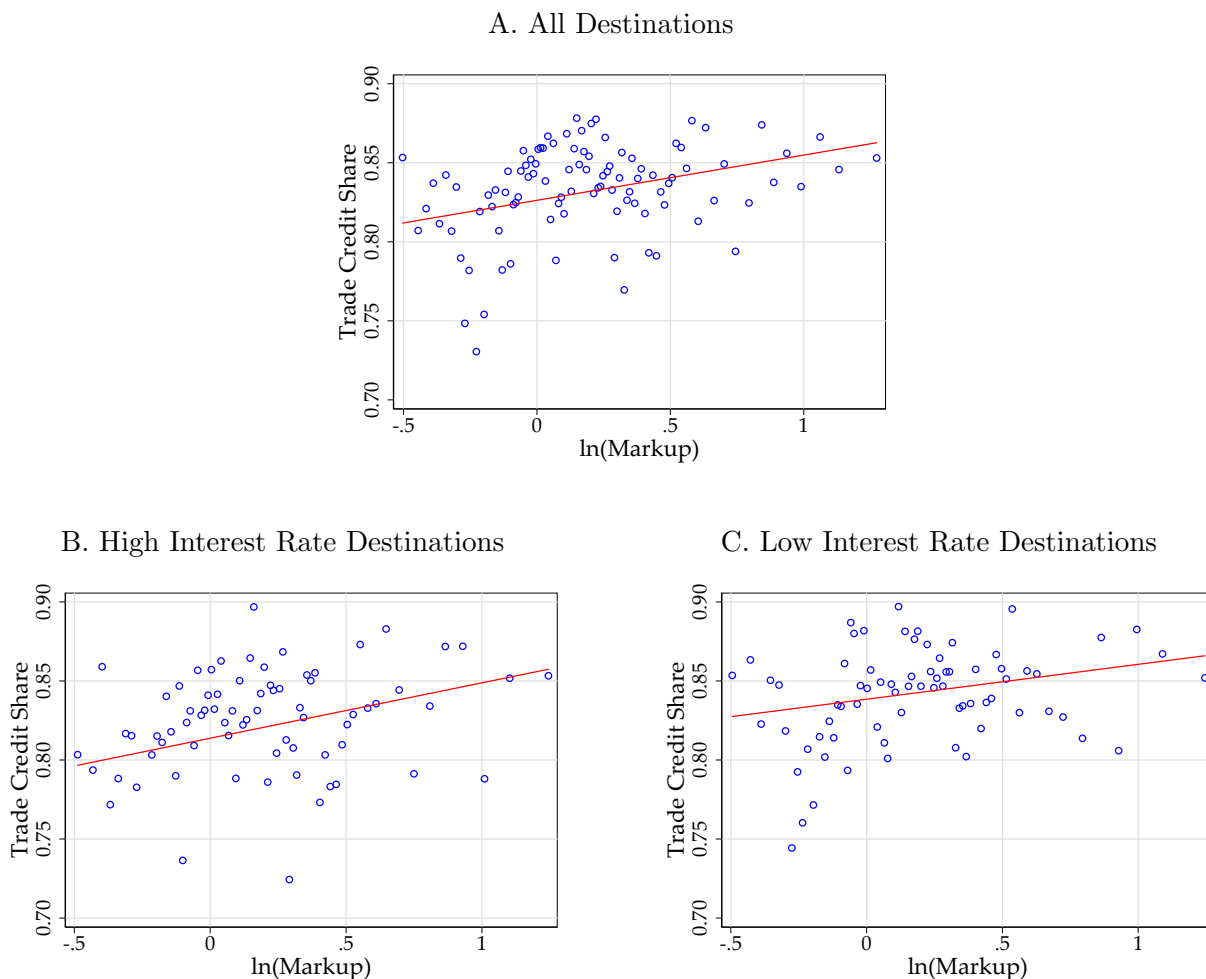 A. All Destinations
Trade Credit Share
0.90
0.85
0.80
0.75
0.70
-.5 0 .5 1
ln(Markup)
B. High Interest Rate Destinations
Trade Credit Share
0.90
0.85
0.80
0.75
0.70
-.5 0 .5 1
ln(Markup)
C. Low Interest Rate Destinations
Trade Credit Share
0.90
0.85
0.80
0.75
0.70
-.5 0 .5 1
ln(Markup)